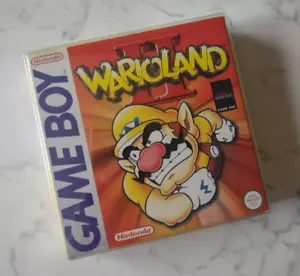 Nintendo
GAME BOY
WARIOLAND
II
Nintendo